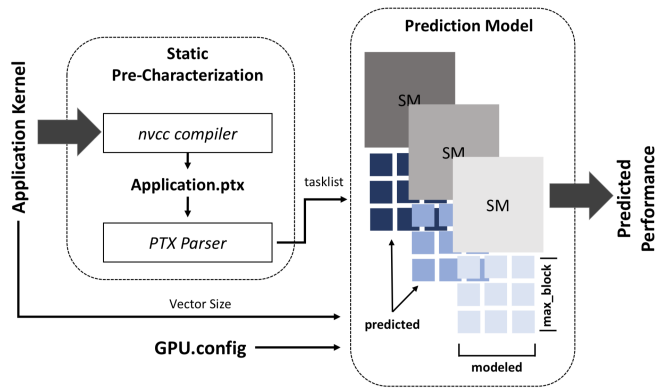 Static
Pre-Characterization
Prediction Model
Application Kernel
nvcc compiler
Application.ptx
PTX Parser
tasklist
SM
SM
SM
Predicted
Performance
Vector Size
GPU.config
predicted
max_block
modeled